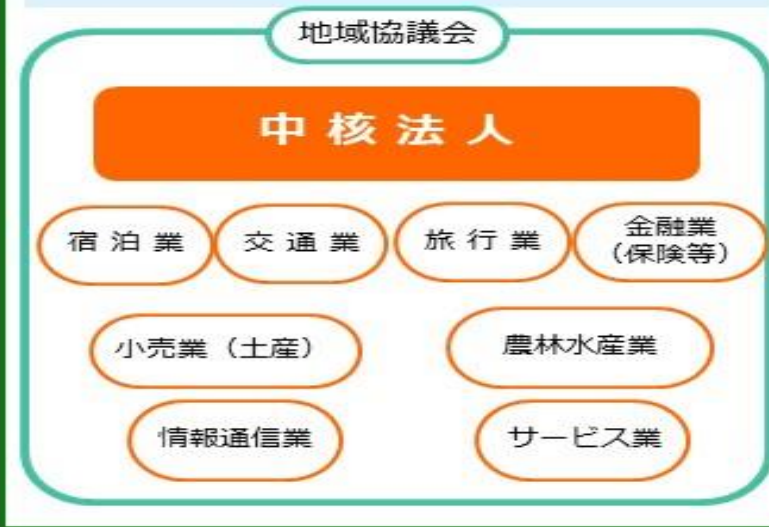 地域協議会
中核法人
宿泊業
交通業
旅行業
金融業
(保険等)
小売業（土産）
農林水産業
情報通信業
サービス業